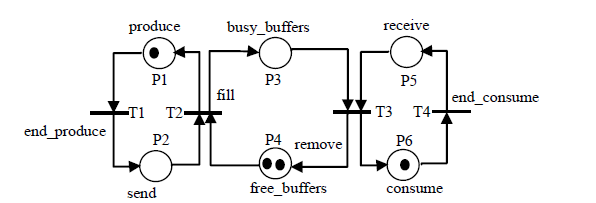 produce
busy_buffers
receive
P1
P3
P5
fill
end_consume
T1
T2
T3
T4
end_produce
P2
P4
remove
P6
send
free_buffers
consume